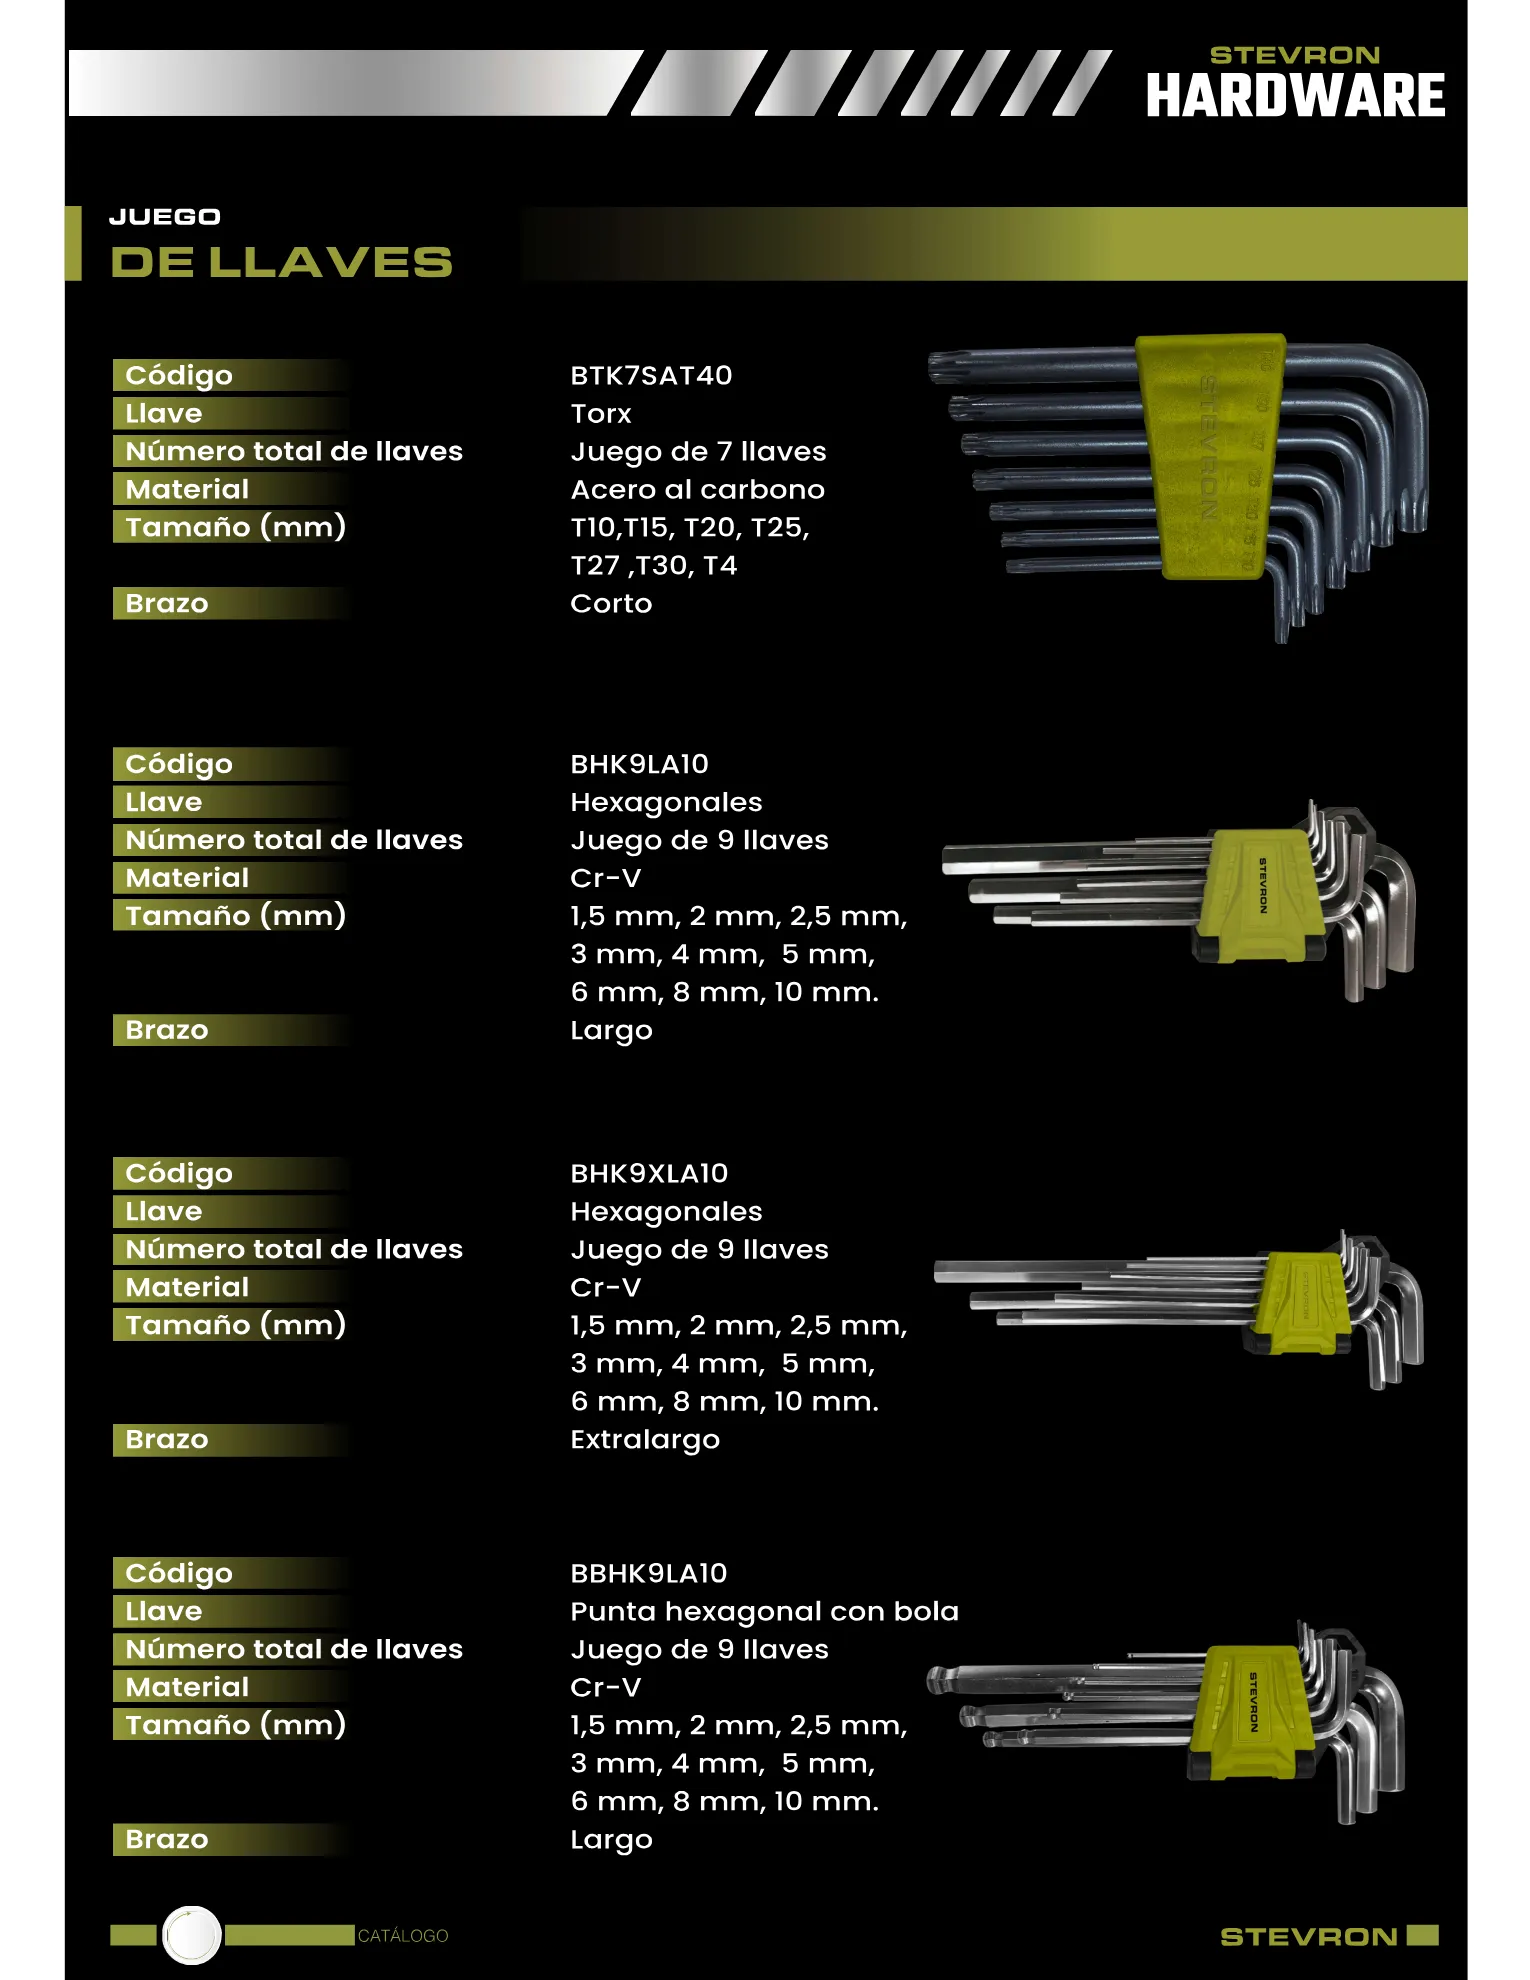 STEVRON
HARDWARE
JUEGO
DE LLAVES
Código BTK7SAT40
Llave Torx
Número total de llaves Juego de 7 llaves
Material Acero al carbono
Tamaño (mm) T10,T15, T20, T25,
T27 ,T30, T4
Brazo Corto
STEVRON
Código BHK9LA10
Llave Hexagonales
Número total de llaves Juego de 9 llaves
Material Cr-V
Tamaño (mm) 1,5 mm, 2 mm, 2,5 mm,
3 mm, 4 mm, 5 mm,
6 mm, 8 mm, 10 mm.
Brazo Largo
STEVRON
Código BHK9XLA10
Llave Hexagonales
Número total de llaves Juego de 9 llaves
Material Cr-V
Tamaño (mm) 1,5 mm, 2 mm, 2,5 mm,
3 mm, 4 mm, 5 mm,
6 mm, 8 mm, 10 mm.
Brazo Extralargo
STEVRON
Código BBHK9LA10
Llave Punta hexagonal con bola
Número total de llaves Juego de 9 llaves
Material Cr-V
Tamaño (mm) 1,5 mm, 2 mm, 2,5 mm,
3 mm, 4 mm, 5 mm,
6 mm, 8 mm, 10 mm.
Brazo Largo
STEVRON
CATÁLOGO
STEVRON